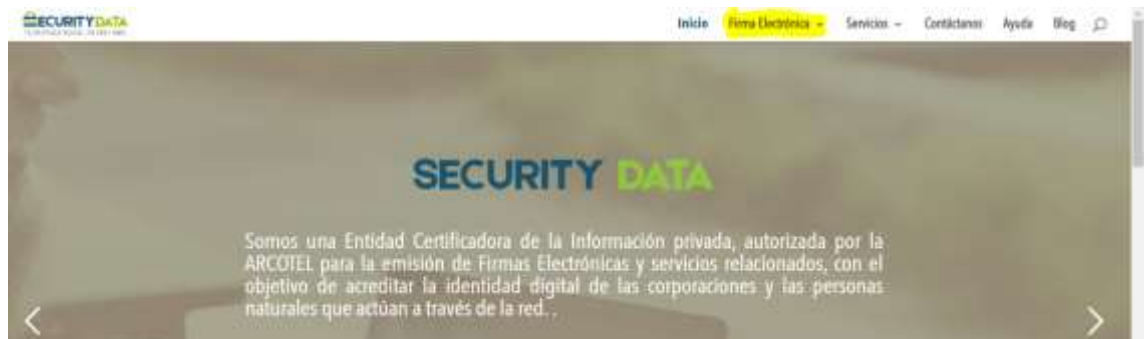 SECURITY DATA
Inicio Firma Electrónica Servicios Contáctanos Ayuda Blog
SECURITY DATA
Somos una Entidad Certificadora de la Información privada, autorizada por la
ARCOTEL para la emisión de Firmas Electrónicas y servicios relacionados, con el
objetivo de acreditar la identidad digital de las corporaciones y las personas
naturales que actúan a través de la red. .